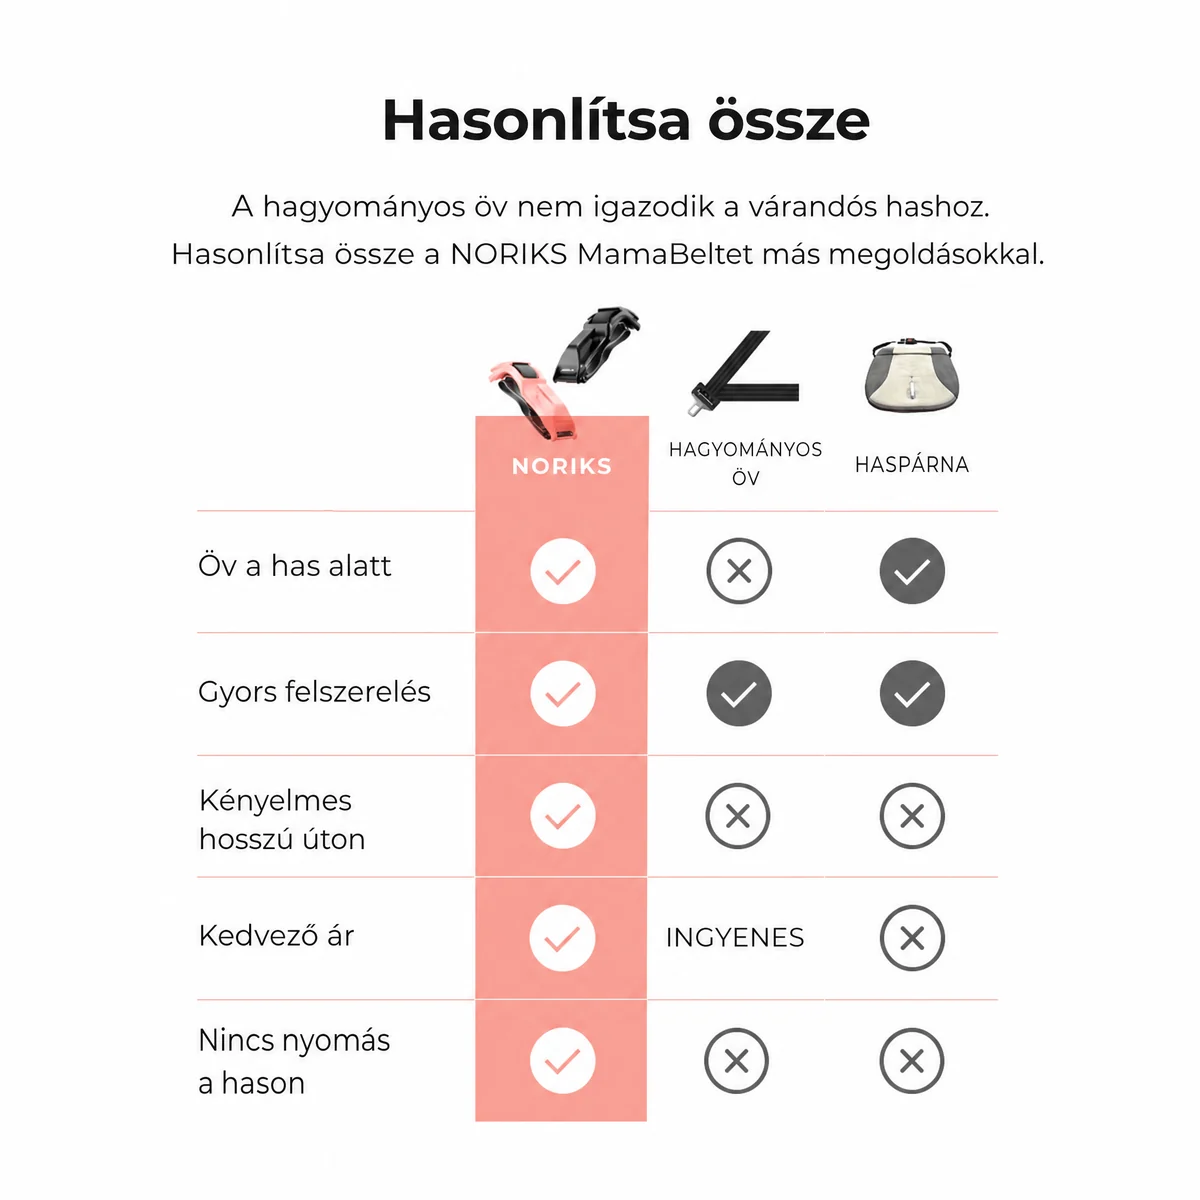 Hasonlítsa össze
A hagyományos öv nem igazodik a várandós hashoz.
Hasonlítsa össze a NORIKS MamaBeltet más megoldásokkal.
NORIKS
HAGYOMÁNYOS
ÖV
HASPÁRNA
Öv a has alatt
Gyors felszerelés
Kényelmes
hosszú úton
Kedvező ár
INGYENES
Nincs nyomás
a hason